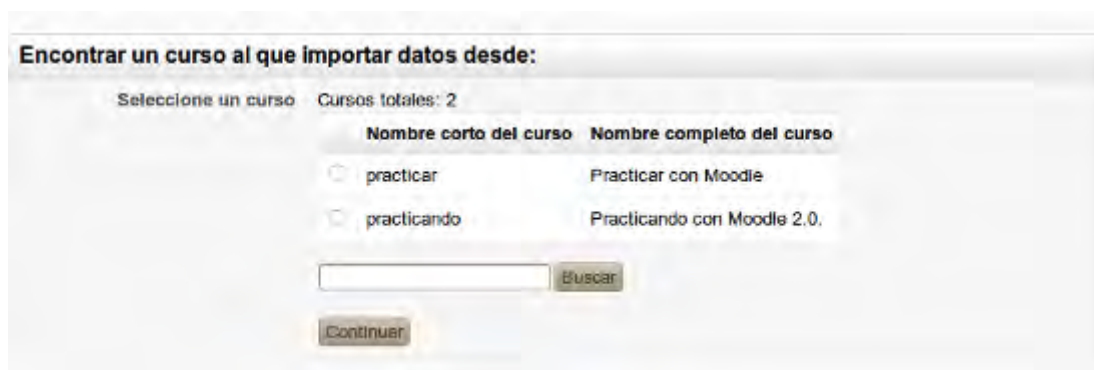 Encontrar un curso al que importar datos desde:
Seleccione un curso Cursos totales: 2
Nombre corto del curso Nombre completo del curso
practicar Practicar con Moodle
practicando Practicando con Moodle 2.0.
Buscar
Continuar